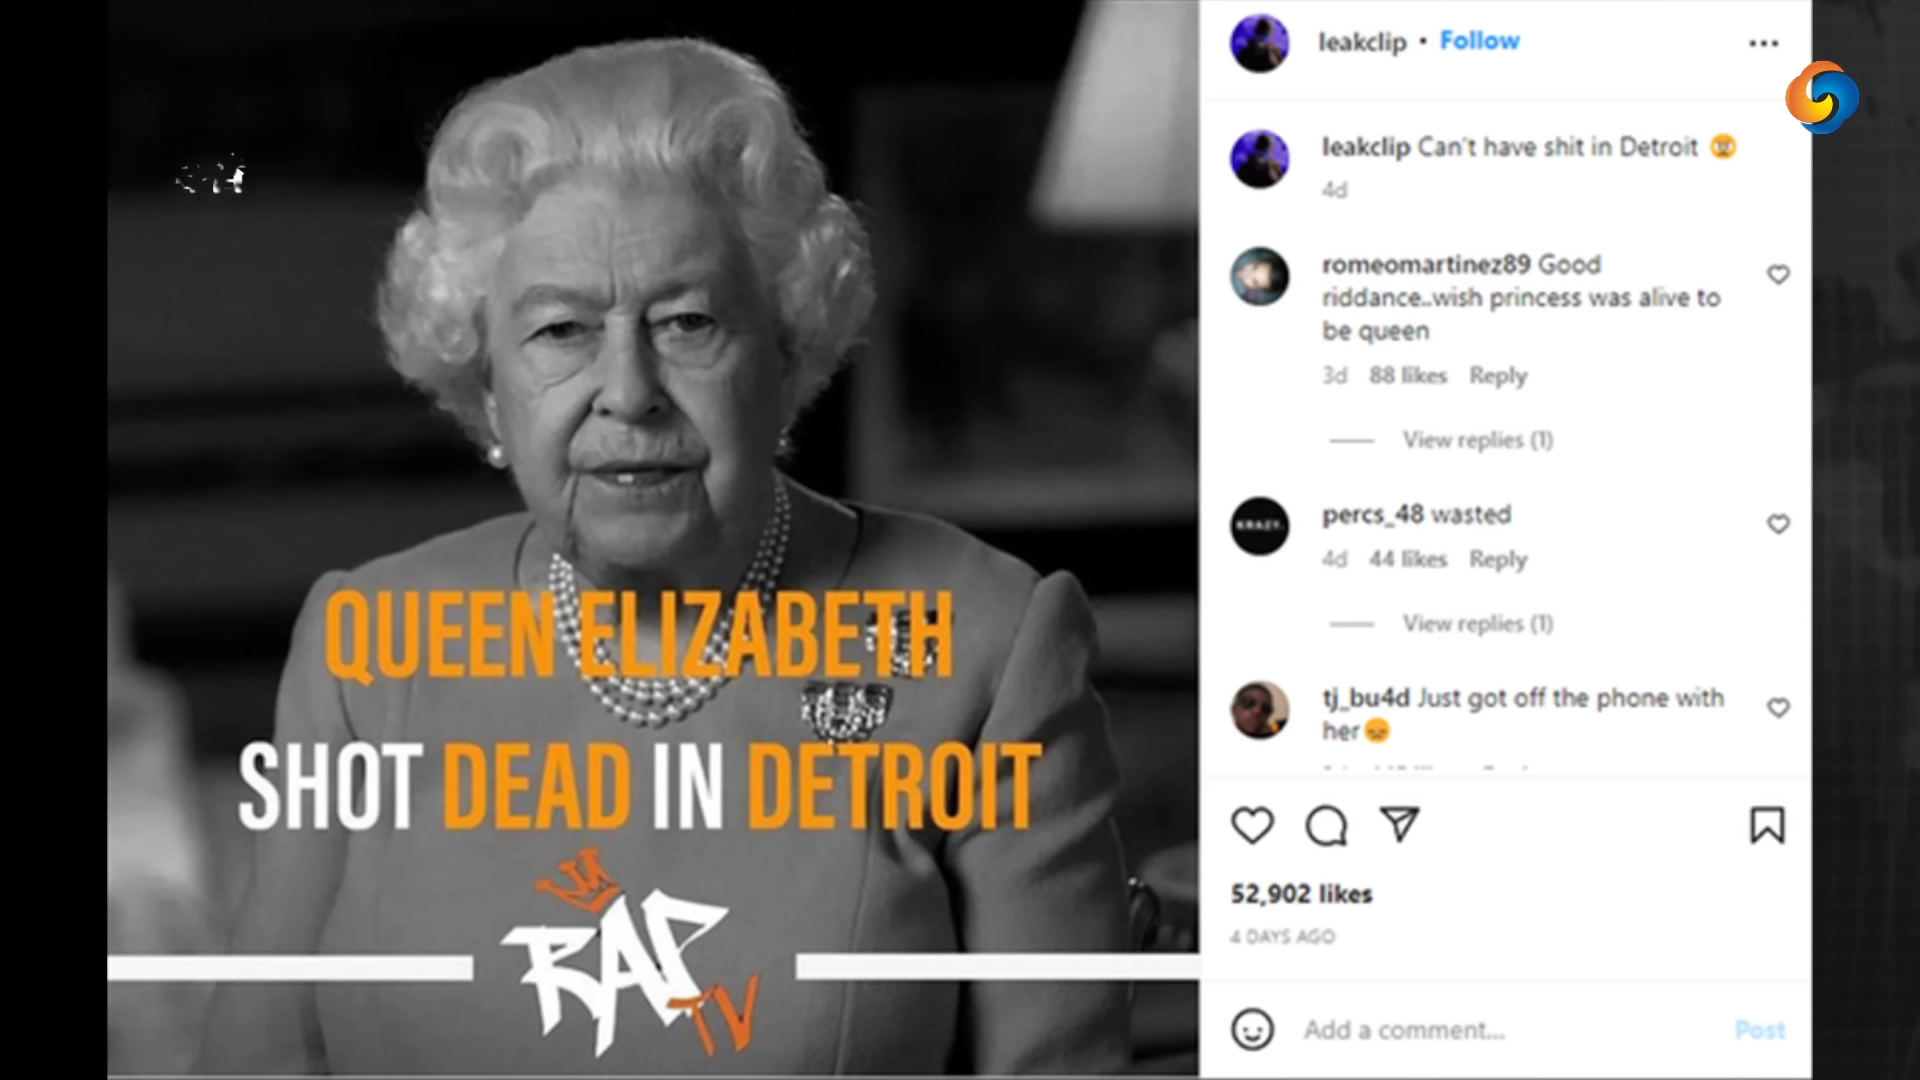 QUEEN ELIZABETH
SHOT DEAD IN DETROIT
RAP
TV
leakclip • Follow
leakclip Can't have shit in Detroit
4d
romeomartinez89 Good
riddance..wish princess was alive to
be queen
3d 88 likes Reply
View replies (1)
KRAZY.
percs_48 wasted
4d 44 likes Reply
View replies (1)
tj_bu4d Just got off the phone with
her
52,902 likes
4 DAYS AGO
Add a comment... Post